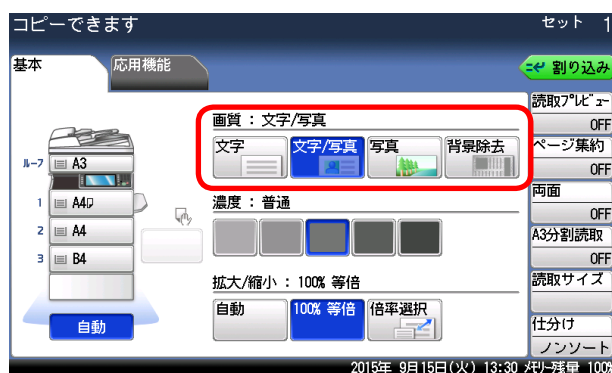 コピーできます
セット 1
基本
応用機能
割り込み
画質 : 文字/写真
文字
文字/写真
写真
背景除去
濃度 : 普通
拡大/縮小 : 100% 等倍
自動
100% 等倍
倍率選択
ルーフ A3
1 A4
2 A4
3 B4
自動
読取プレビュー
OFF
ページ集約
OFF
両面
OFF
A3分割読取
OFF
読取サイズ
仕分け
ノンソート
2015年 9月15日(火) 13:30 メモリー残量 100%